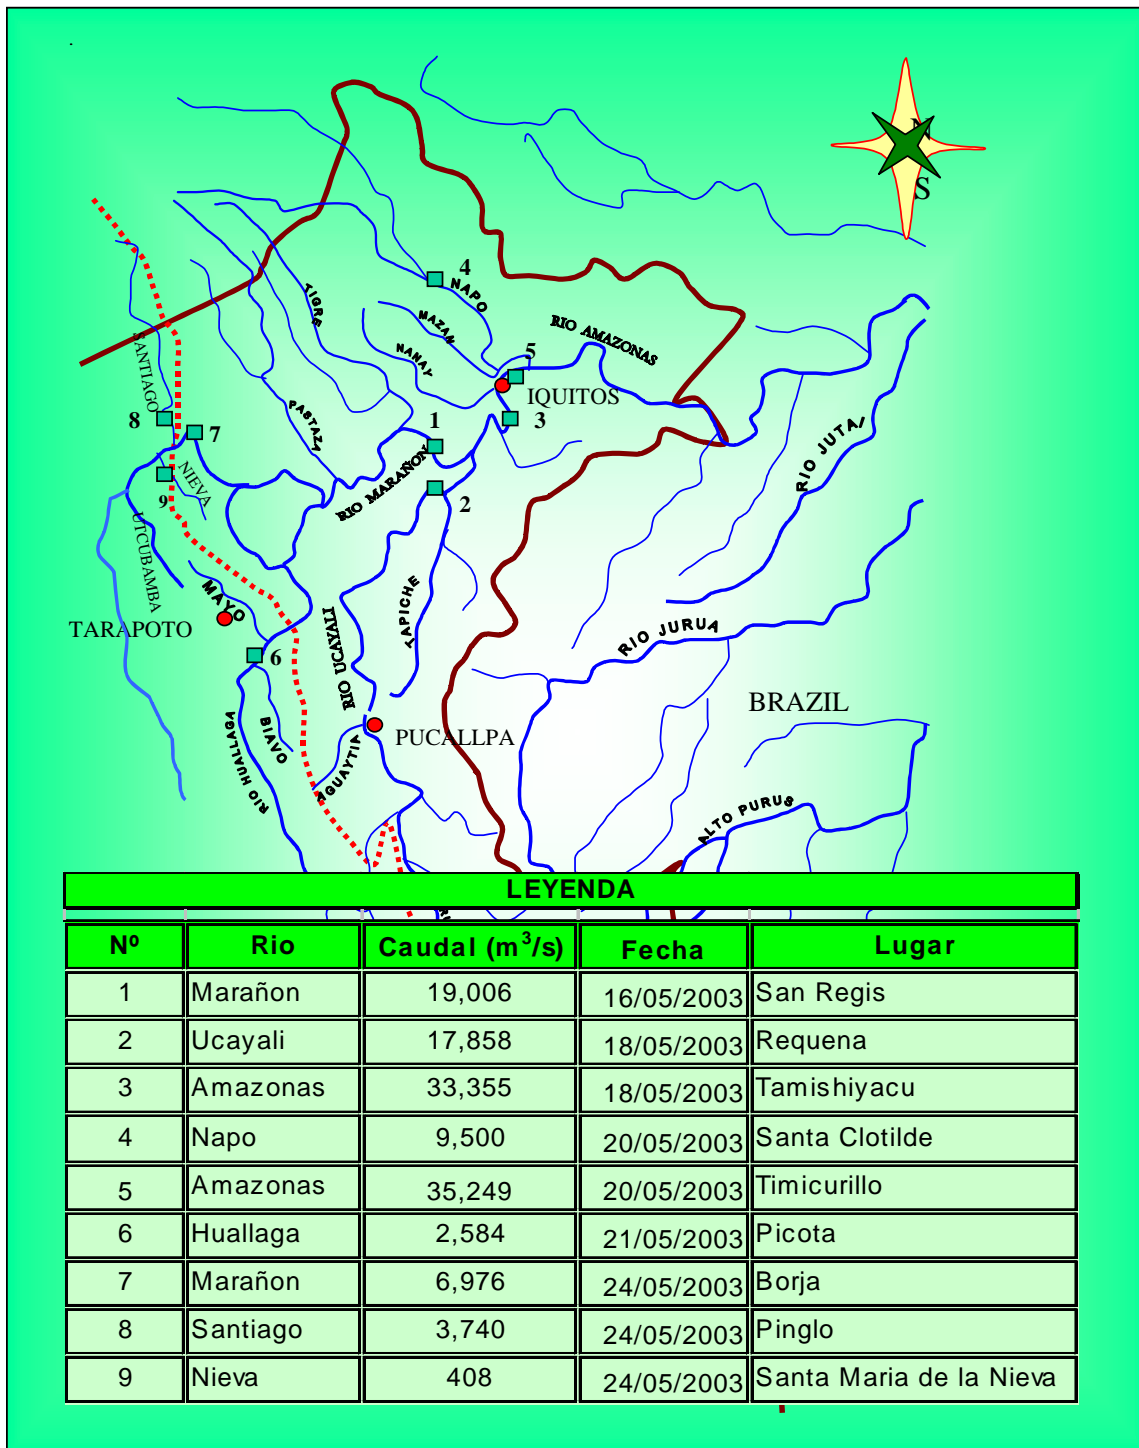 N
S
4
NAPO
TIGRE
MAZAN
RIO AMAZONAS
NANAY
5
IQUITOS
SANTIAGO
8
7
1
3
PASTAZA
RIO MARAÑON
2
NIEVA
9
RIO JUTAI
UTCUBAMBA
MAYO
TARAPOTO
TAPICHE
RIO UCAYALI
RIO JURUA
6
BRAZIL
BIAVO
RIO HUALLAGA
PUCALLPA
AGUAYTIA
ALTO PURUS
LEYENDA
Nº Rio Caudal (m³/s) Fecha Lugar
1 Marañon 19,006 16/05/2003 San Regis
2 Ucayali 17,858 18/05/2003 Requena
3 Amazonas 33,355 18/05/2003 Tamishiyacu
4 Napo 9,500 20/05/2003 Santa Clotilde
5 Amazonas 35,249 20/05/2003 Timicurillo
6 Huallaga 2,584 21/05/2003 Picota
7 Marañon 6,976 24/05/2003 Borja
8 Santiago 3,740 24/05/2003 Pinglo
9 Nieva 408 24/05/2003 Santa Maria de la Nieva